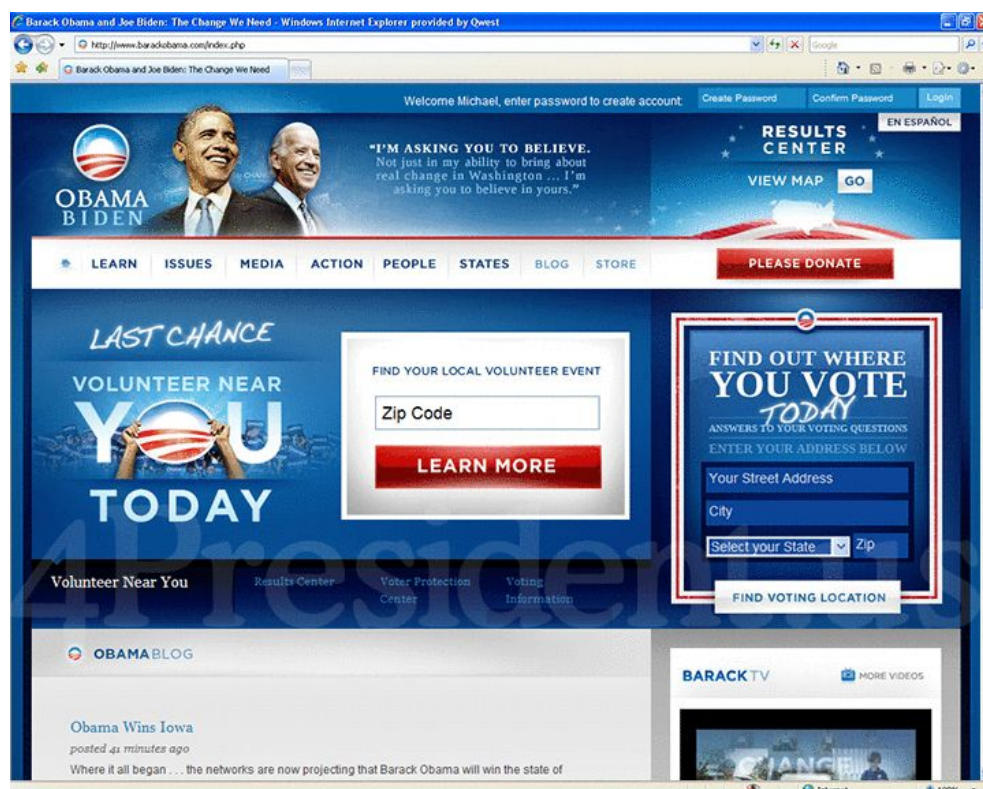 Barack Obama and Joe Biden: The Change We Need - Windows Internet Explorer provided by Qwest
http://www.barackobama.com/index.php
Google
Barack Obama and Joe Biden: The Change We Need
Welcome Michael, enter password to create account:
Create Password
Confirm Password
Login
EN ESPAÑOL
OBAMA
BIDEN
"I'M ASKING YOU TO BELIEVE.
Not just in my ability to bring about
real change in Washington ... I'm
asking you to believe in yours."
RESULTS
CENTER
VIEW MAP GO
LEARN ISSUES MEDIA ACTION PEOPLE STATES BLOG STORE
PLEASE DONATE
LAST CHANCE
VOLUNTEER NEAR
YOU
TODAY
FIND YOUR LOCAL VOLUNTEER EVENT
Zip Code
LEARN MORE
FIND OUT WHERE
YOU VOTE
TODAY
ANSWERS TO YOUR VOTING QUESTIONS
ENTER YOUR ADDRESS BELOW
Your Street Address
City
Select your State Zip
FIND VOTING LOCATION
4President.us
Volunteer Near You
Results Center
Voter Protection
Center
Voting
Information
OBAMABLOG
Obama Wins Iowa
posted 41 minutes ago
Where it all began . . . the networks are now projecting that Barack Obama will win the state of
BARACKTV
MORE VIDEOS
CHANGE